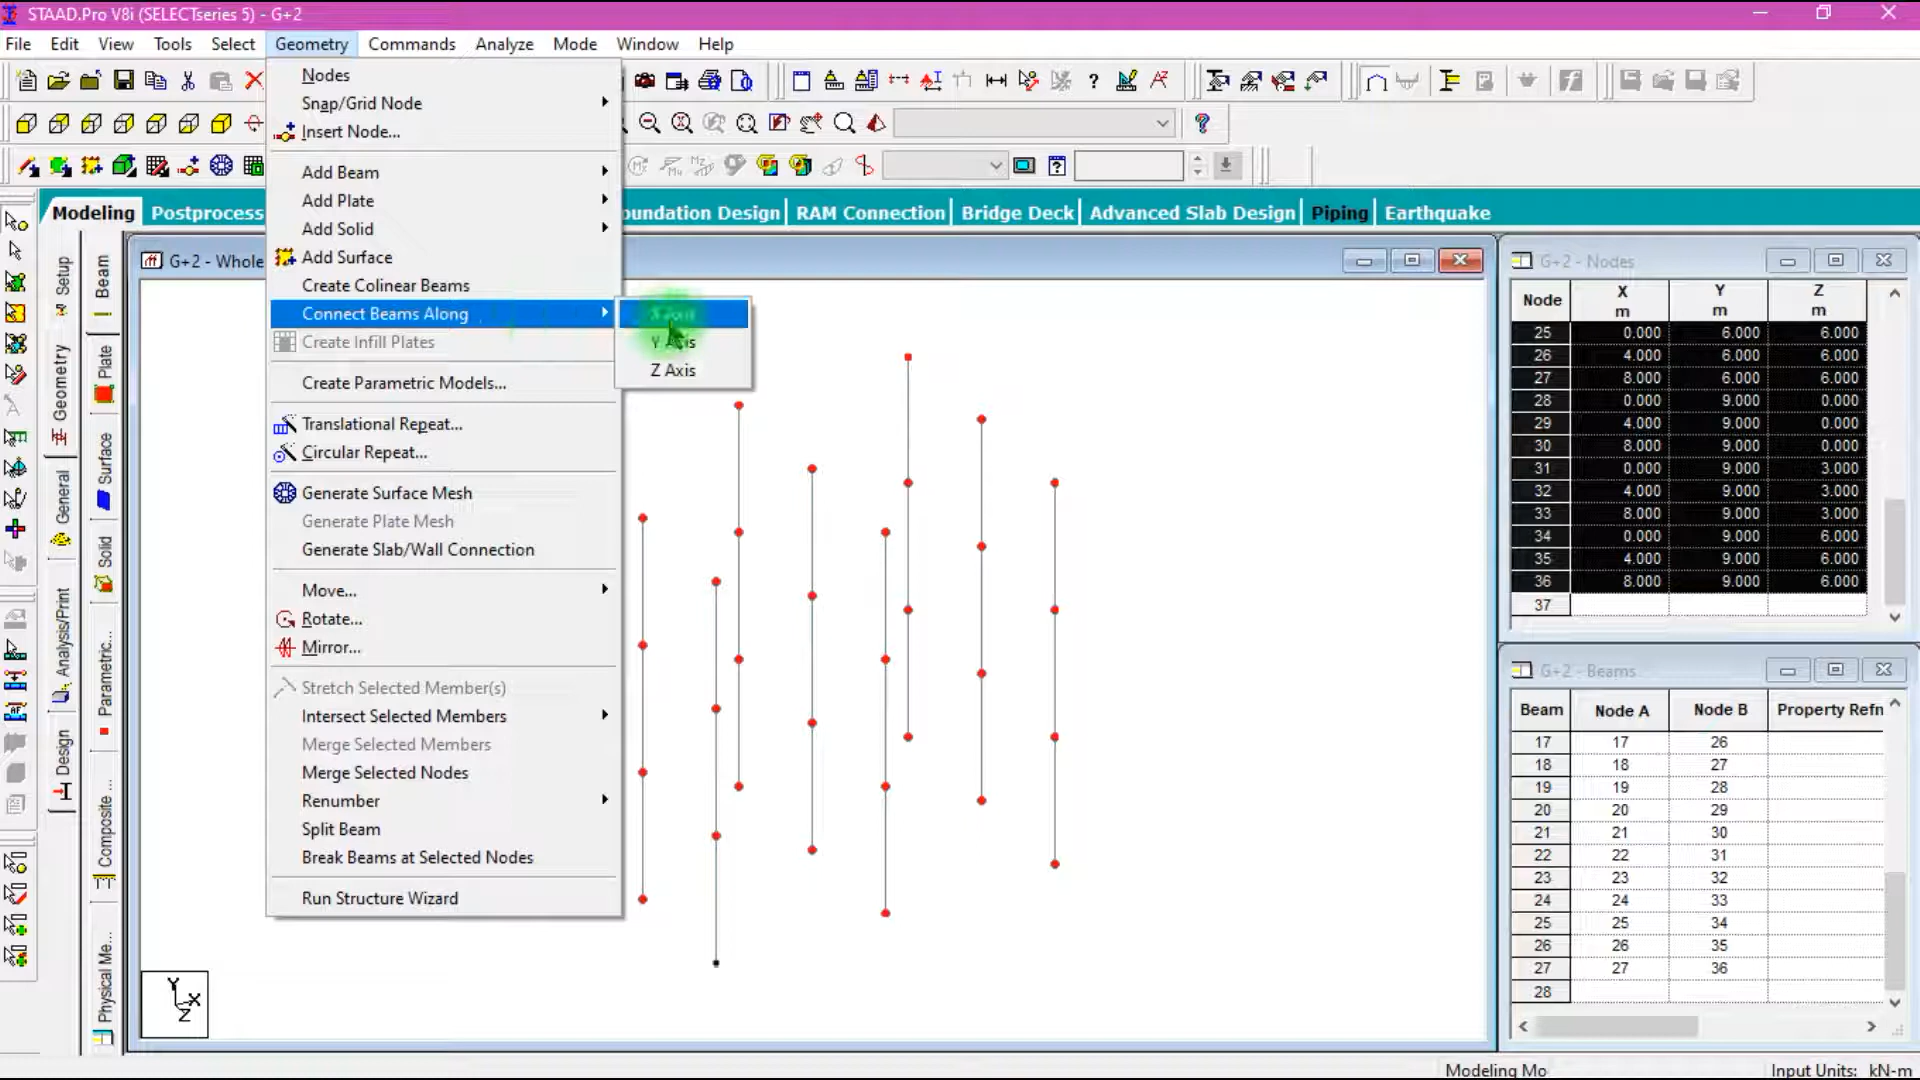 STAAD.Pro V8i (SELECTseries 5) - G+2
File Edit View Tools Select Geometry Commands Analyze Mode Window Help
Nodes
Snap/Grid Node
Insert Node...
Add Beam
Add Plate
Add Solid
Add Surface
Create Colinear Beams
Connect Beams Along
Create Infill Plates
Create Parametric Models...
Translational Repeat...
Circular Repeat...
Generate Surface Mesh
Generate Plate Mesh
Generate Slab/Wall Connection
Move...
Rotate...
Mirror...
Stretch Selected Member(s)
Intersect Selected Members
Merge Selected Members
Merge Selected Nodes
Renumber
Split Beam
Break Beams at Selected Nodes
Run Structure Wizard
Z Axis
Modeling Postprocess oundation Design RAM Connection Bridge Deck Advanced Slab Design Piping Earthquake
Setup
Geometry
General
Analysis/Print
Design
Beam
Plate
Surface
Solid
Parametric...
Composite ...
Physical Me...
G+2 - Whole
Y
X
Z
G+2 - Nodes
Node X m Y m Z m
25 0.000 6.000 6.000
26 4.000 6.000 6.000
27 8.000 6.000 6.000
28 0.000 9.000 0.000
29 4.000 9.000 0.000
30 8.000 9.000 0.000
31 0.000 9.000 3.000
32 4.000 9.000 3.000
33 8.000 9.000 3.000
34 0.000 9.000 6.000
35 4.000 9.000 6.000
36 8.000 9.000 6.000
37
G+2 - Beams
Beam Node A Node B Property Refn
17 17 26
18 18 27
19 19 28
20 20 29
21 21 30
22 22 31
23 23 32
24 24 33
25 25 34
26 26 35
27 27 36
28
Modeling Mo Input Units: kN-m